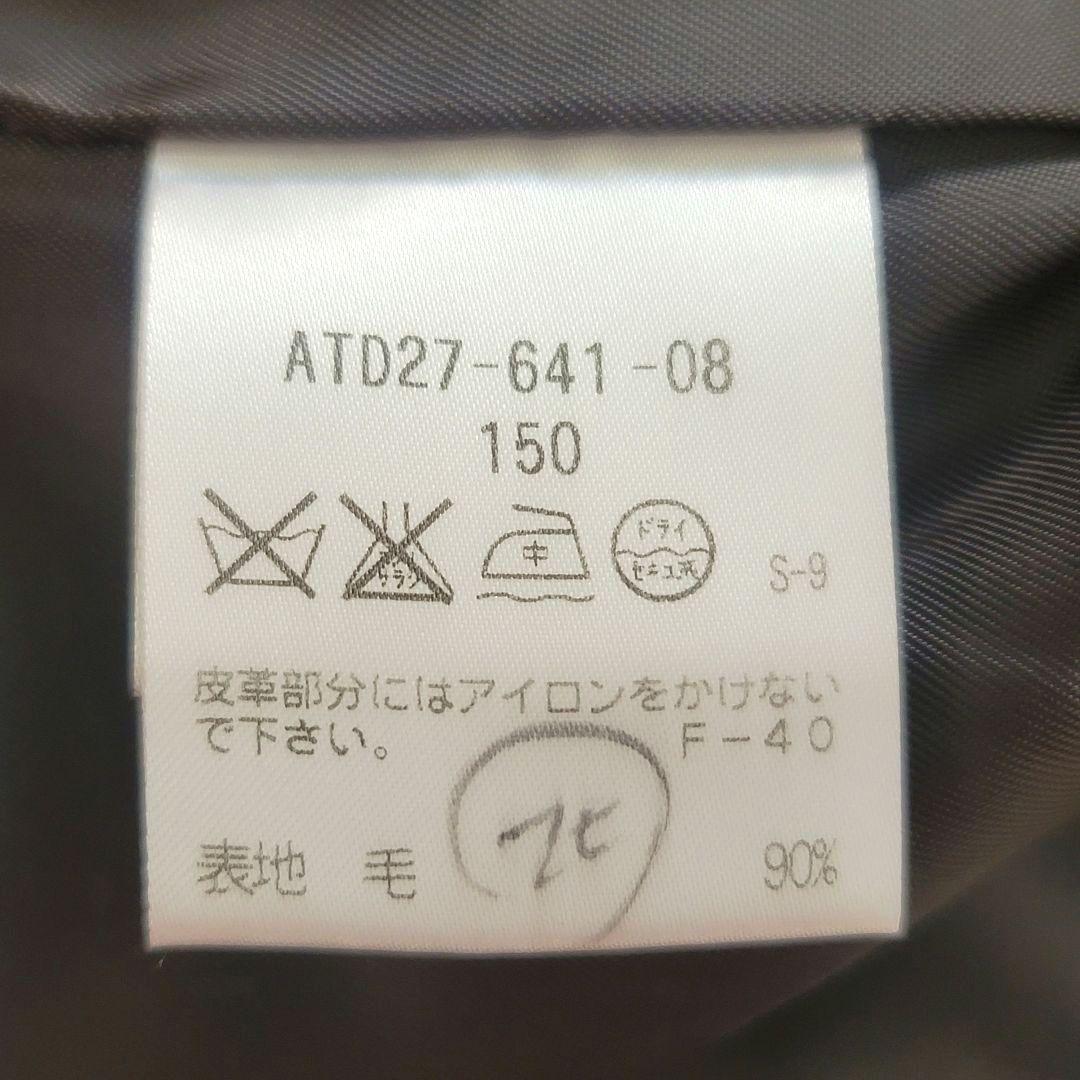 ATD27-641-08
150
中 ドライ
セキユ系 S-9
皮革部分にはアイロンをかけない
で下さい。 F-40
表地 毛 90%